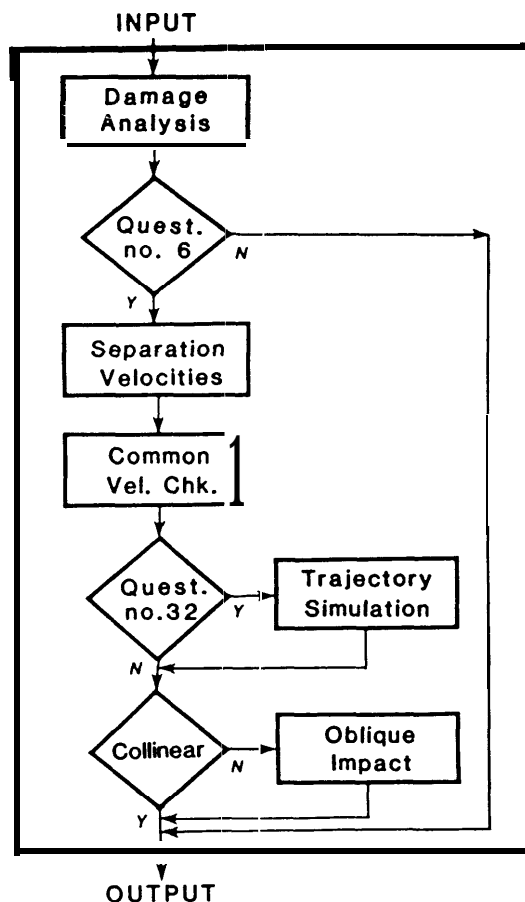 INPUT
Damage
Analysis
Quest.
no. 6
N
Y
Separation
Velocities
Common
Vel. Chk.
Quest.
no.32
Y
Trajectory
Simulation
N
Collinear
N
Oblique
Impact
Y
OUTPUT